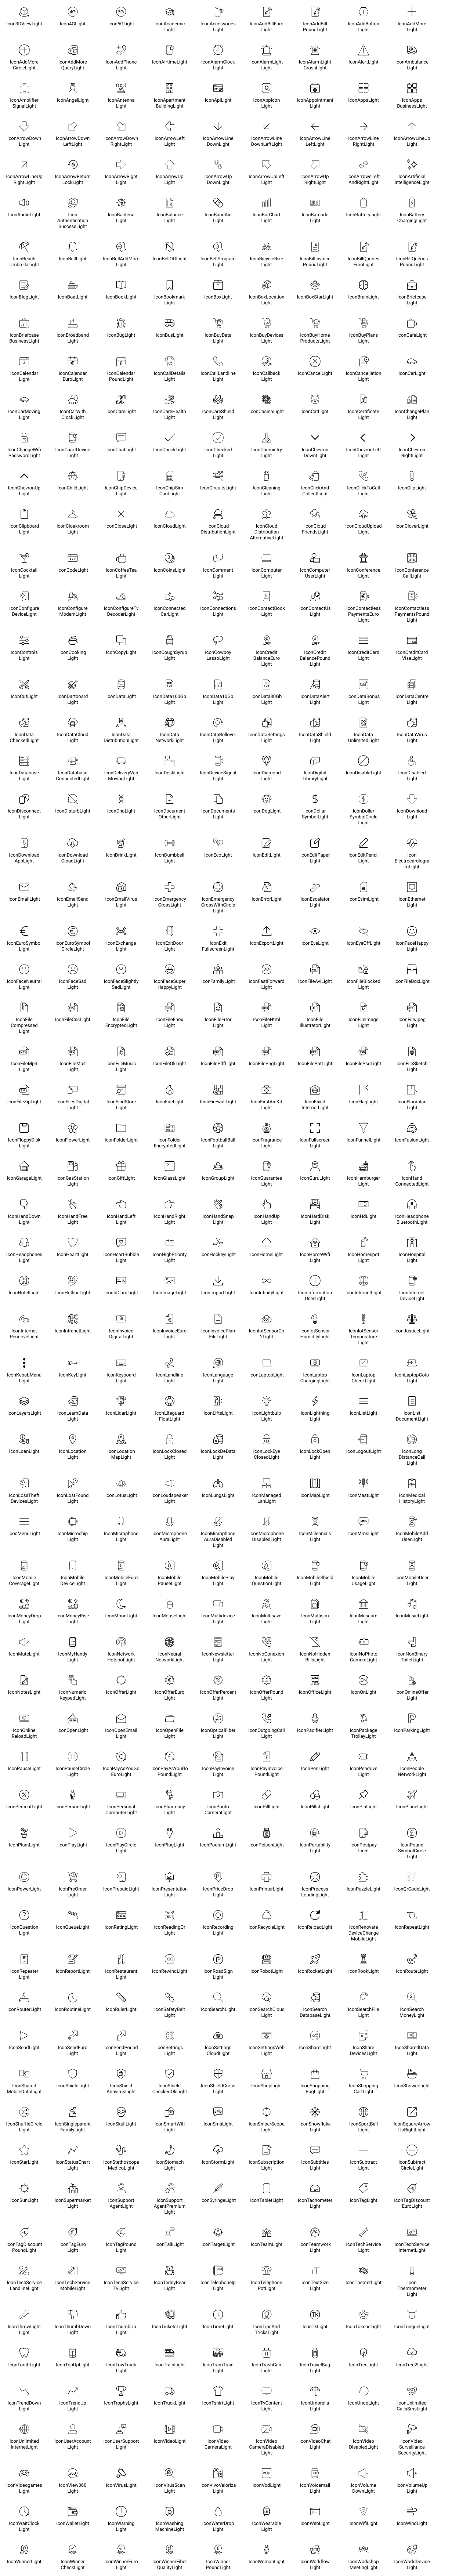 Icon3DViewLight Icon4GLight Icon5GLight IconAcademic IconAccessories IconAddBillEuro IconAddBill IconAddBolton IconAddMore
Light Light Light PoundLight Light Light
IconAddMore IconAddMore IconAddPhone IconAirtimeLight IconAlarmClock IconAlarmLight IconAlarmLight IconAlertLight IconAmbulance
CircleLight QueryLight Light Light Light CrossLight Light
IconAmplifier IconAngelLight IconAntenna IconApartment IconApiLight IconAppIcon IconAppointment IconAppsLight IconApps
SignalLight Light BuildingLight Light Light BusinessLight
IconArrowDown IconArrowDown IconArrowDown IconArrowLeft IconArrowLine IconArrowLine IconArrowLine IconArrowLine IconArrowLineUp
Light LeftLight RightLight Light DownLight DownLeftLight LeftLight RightLight Light
IconArrowLineUp IconArrowReturn IconArrowRight IconArrowUp IconArrowUp IconArrowUpLeft IconArrowUp IconArrowsLeft IconArtificial
RightLight LockLight Light Light DownLight Light RightLight AndRightLight IntelligenceLight
IconAudioLight Icon IconBacteria IconBalance IconBandAid IconBarChart IconBarcode IconBatteryLight IconBattery
Authentication Light Light Light Light Light ChargingLight
SuccessLight
IconBeach IconBellLight IconBellAddMore IconBellOffLight IconBellProgram IconBicycleBike IconBillInvoice IconBillQueries IconBillQueries
UmbrellaLight Light Light Light PoundLight EuroLight PoundLight
IconBlogLight IconBoatLight IconBookLight IconBookmark IconBoxLight IconBoxLocation IconBoxStarLight IconBrainLight IconBriefcase
Light Light Light
IconBriefcase IconBroadband IconBugLight IconBusLight IconBuyData IconBuyDevices IconBuyHome IconBuyPlans IconCafeLight
BusinessLight Light Light Light ProductsLight Light
IconCalendar IconCalendar IconCalendar IconCallDetails IconCallLandline IconCallback IconCancelLight IconCancellation IconCarLight
Light EuroLight PoundLight Light Light Light Light
IconCarMoving IconCarWith IconCareLight IconCareHealth IconCareShield IconCasinoLight IconCatLight IconCertificate IconChangePlan
Light ClockLight Light Light Light Light
IconChangeWifi IconChartDevice IconChatLight IconCheckLight IconChecked IconChemistry IconChevron IconChevronLeft IconChevron
PasswordLight Light Light Light DownLight Light RightLight
IconChevronUp IconChildLight IconChipDevice IconChipSim IconCircuitsLight IconCleaning IconClickAnd IconClickToCall IconClipLight
Light Light CardLight Light CollectLight Light
IconClipboard IconCloakroom IconCloseLight IconCloudLight IconCloud IconCloud IconCloud IconCloudUpload IconCloverLight
Light Light DistributionLight Distribution FriendsLight Light
AlternativeLight
IconCocktail IconCodeLight IconCoffeeTea IconCoinsLight IconComment IconComputer IconComputer IconConference IconConference
Light Light Light Light UserLight Light CallLight
IconConfigure IconConfigure IconConfigureTv IconConnected IconConnections IconContactBook IconContactUs IconContactless IconContactless
DeviceLight ModemLight DecoderLight CarLight Light Light Light PaymentsEuro PaymentsPound
Light Light
IconControls IconCooking IconCopyLight IconCoughSyrup IconCowboy IconCredit IconCredit IconCreditCard IconCreditCard
Light Light Light LassoLight BalanceEuro BalancePound Light VisaLight
Light Light
IconCutLight IconDartboard IconDataLight IconData100Gb IconData10Gb IconData30Gb IconDataAlert IconDataBonus IconDataCentre
Light Light Light Light Light Light Light
IconData IconDataCloud IconData IconData IconDataRollover IconDataSettings IconDataShield IconData IconDataVirus
CheckedLight Light DistributionLight NetworkLight Light Light Light UnlimitedLight Light
IconDatabase IconDatabase IconDeliveryVan IconDeskLight IconDeviceSignal IconDiamond IconDigital IconDisableLight IconDisabled
Light ConnectedLight MovingLight Light Light LibraryLight Light
IconDisconnect IconDisturbLight IconDnaLight IconDocument IconDocuments IconDogLight IconDollar IconDollar IconDownload
Light OtherLight Light SymbolLight SymbolCircle Light
Light
IconDownload IconDownload IconDrinkLight IconDumbbell IconEcoLight IconEditLight IconEditPaper IconEditPencil Icon
AppLight CloudLight Light Light Light Electrocardiogra
mLight
IconEmailLight IconEmailSend IconEmailVirus IconEmergency IconEmergency IconErrorLight IconEscalator IconEsimLight IconEthernet
Light Light CrossLight CrossWithCircle Light Light
Light
IconEuroSymbol IconEuroSymbol IconExchange IconExitDoor IconExit IconExportLight IconEyeLight IconEyeOffLight IconFaceHappy
Light CircleLight Light Light FullscreenLight Light
IconFaceNeutral IconFaceSad IconFaceSlightly IconFaceSuper IconFamilyLight IconFastForward IconFileAviLight IconFileBlocked IconFileBoxLight
Light Light SadLight HappyLight Light Light
IconFile IconFileCssLight IconFile IconFileEnex IconFileError IconFileHtml IconFile IconFileImage IconFileJpeg
Compressed EncryptedLight Light Light Light IllustratorLight Light Light
Light
IconFileMp3 IconFileMp4 IconFileMusic IconFileOkLight IconFilePdfLight IconFilePngLight IconFilePptLight IconFilePsdLight IconFileSketch
Light Light Light Light
IconFileZipLight IconFilesDigital IconFindStore IconFireLight IconFirewallLight IconFirstAidKit IconFixed IconFlagLight IconFloorplan
Light Light Light InternetLight Light
IconFloppyDisk IconFlowerLight IconFolderLight IconFolder IconFootballBall IconFragrance IconFullscreen IconFunnelLight IconFusionLight
Light EncryptedLight Light Light Light
IconGarageLight IconGasStation IconGiftLight IconGlassLight IconGroupLight IconGuarantee IconGuruLight IconHamburger IconHand
Light Light Light ConnectedLight
IconHandDown IconHandFree IconHandLeft IconHandRight IconHandSnap IconHandUp IconHardDisk IconHdLight IconHeadphone
Light Light Light Light Light Light Light BluetoothLight
IconHeadphones IconHeartLight IconHeartBubble IconHighPriority IconHockeyLight IconHomeLight IconHomeWifi IconHomespot IconHospital
Light Light Light Light Light Light
IconHotelLight IconHotlineLight IconIdCardLight IconImageLight IconImportLight IconInfinityLight IconInformation IconInternetLight IconInternet
UserLight DeviceLight
IconInternet IconIntranetLight IconInvoice IconInvoiceEuro IconInvoicePlan IconIotSensorCo IconIotSensor IconIotSensor IconJusticeLight
PendriveLight DigitalLight Light FileLight 2Light HumidityLight Temperature
Light
IconKebabMenu IconKeyLight IconKeyboard IconLandline IconLanguage IconLaptopLight IconLaptop IconLaptop IconLaptopGoto
Light Light Light Light ChargingLight CheckLight Light
IconLayersLight IconLearnData IconLidarLight IconLifeguard IconLiftsLight IconLightbulb IconLightning IconListLight IconList
Light FloatLight Light Light DocumentLight
IconLoanLight IconLocation IconLocation IconLockClosed IconLockDeData IconLockEye IconLockOpen IconLogoutLight IconLong
Light MapLight Light Light ClosedLight Light DistanceCall
Light
IconLossTheft IconLostFound IconLotusLight IconLoudspeaker IconLungsLight IconManaged IconMapLight IconMastLight IconMedical
DevicesLight Light Light LanLight HistoryLight
IconMenuLight IconMicrochip IconMicrophone IconMicrophone IconMicrophone IconMicrophone IconMillennials IconMmsLight IconMobileAdd
Light Light AuraLight AuraDisabled DisabledLight Light UserLight
Light
IconMobile IconMobile IconMobileEuro IconMobile IconMobilePlay IconMobile IconMobileShield IconMobile IconMobileUser
CoverageLight DeviceLight Light PauseLight Light QuestionLight Light UsageLight Light
IconMoneyDrop IconMoneyRise IconMoonLight IconMouseLight IconMultidevice IconMultisave IconMultisim IconMuseum IconMusicLight
Light Light Light Light Light Light
IconMuteLight IconMyHandy IconNetwork IconNeural IconNewsletter IconNoConexion IconNoHidden IconNoPhoto IconNonBinary
Light HotspotLight NetworkLight Light Light BillsLight CameraLight ToiletLight
IconNotesLight IconNumeric IconOfferLight IconOfferEuro IconOfferPercent IconOfferPound IconOfficeLight IconOnLight IconOnlineOffer
KeypadLight Light Light Light Light
IconOnline IconOpenLight IconOpenEmail IconOpenFile IconOpticalFiber IconOutgoingCall IconPacifierLight IconPackage IconParkingLight
ReloadLight Light Light Light Light TrolleyLight
IconPauseLight IconPauseCircle IconPayAsYouGo IconPayAsYouGo IconPayInvoice IconPayInvoice IconPenLight IconPendrive IconPeople
Light EuroLight PoundLight Light PoundLight Light NetworkLight
IconPercentLight IconPersonLight IconPersonal IconPharmacy IconPhoto IconPillLight IconPillsLight IconPinLight IconPlaneLight
ComputerLight Light CameraLight
IconPlantLight IconPlayLight IconPlayCircle IconPlugLight IconPodiumLight IconPoisonLight IconPortability IconPostpay IconPound
Light Light Light SymbolCircle
Light
IconPowerLight IconPreOrder IconPrepaidLight IconPresentation IconPriceDrop IconPrinterLight IconProcess IconPuzzleLight IconQrCodeLight
Light Light Light LoadingLight
IconQuestion IconQueueLight IconRatingLight IconReadingQr IconRecording IconRecycleLight IconReloadLight IconRenovate IconRepeatLight
Light Light Light DeviceChange
MobileLight
IconRepeater IconReportLight IconRestaurant IconRewindLight IconRoadSign IconRobotLight IconRocketLight IconRookLight IconRouteLight
Light Light Light
IconRouterLight IconRoutineLight IconRulerLight IconSafetyBelt IconSearchLight IconSearchCloud IconSearch IconSearchFile IconSearch
Light Light DatabaseLight Light MoneyLight
IconSendLight IconSendEuro IconSendPound IconSettings IconSettings IconSettingsWeb IconShareLight IconShare IconSharedData
Light Light Light CloudLight Light DevicesLight Light
IconShared IconShieldLight IconShield IconShield IconShieldCross IconShopLight IconShopping IconShopping IconShowerLight
MobileDataLight AntivirusLight CheckedOkLight Light BagLight CartLight
IconShuffleCircle IconSingleparent IconSkullLight IconSmartWifi IconSmsLight IconSniperScope IconSnowflake IconSportBall IconSquareArrow
Light FamilyLight Light Light Light Light UpRightLight
IconStarLight IconStatusChart IconStethoscope IconStomach IconStormLight IconSubscription IconSubtitles IconSubtract IconSubtract
Light MedicoLight Light Light Light Light CircleLight
IconSunLight IconSupermarket IconSupport IconSupport IconSyringeLight IconTabletLight IconTachometer IconTagLight IconTagDiscount
Light AgentLight AgentPremium Light EuroLight
Light
IconTagDiscount IconTagEuro IconTagPound IconTalkLight IconTargetLight IconTeamLight IconTeamwork IconTechService IconTechService
PoundLight Light Light Light Light InternetLight
IconTechService IconTechService IconTechService IconTeddyBear IconTelephoneIp IconTelephone IconTextSize IconTheaterLight Icon
LandlineLight MobileLight TvLight Light Light PotLight Light Thermometer
Light
IconThrowLight IconThumbDown IconThumbUp IconTicketsLight IconTimeLight IconTipsAnd IconTkLight IconTokensLight IconTongueLight
Light Light TricksLight
IconToothLight IconTopUpLight IconTowTruck IconTrainLight IconTramTrain IconTrashCan IconTravelBag IconTreeLight IconTree2Light
Light Light Light Light
IconTrendDown IconTrendUp IconTrophyLight IconTruckLight IconTshirtLight IconTvContent IconUmbrella IconUndoLight IconUnlimited
Light Light Light Light CallsSmsLight
IconUnlimited IconUserAccount IconUserSupport IconVideoLight IconVideo IconVideo IconVideoChat IconVideo IconVideo
InternetLight Light Light CameraLight CameraDisabled Light DisabledLight Surveillance
Light SecurityLight
IconVideogames IconView360 IconVirusLight IconVirusScan IconVivoValoriza IconVodLight IconVoicemail IconVolume IconVolumeUp
Light Light Light Light Light DownLight Light
IconWaitClock IconWalletLight IconWarning IconWashing IconWaterDrop IconWearable IconWebLight IconWifiLight IconWindLight
Light Light MachineLight Light Light
IconWinnerLight IconWinner IconWinnerEuro IconWinnerFiber IconWinner IconWomanLight IconWorkflow IconWorkshop IconWorldDevice
CheckLight Light QualityLight PoundLight Light MeetingLight Light